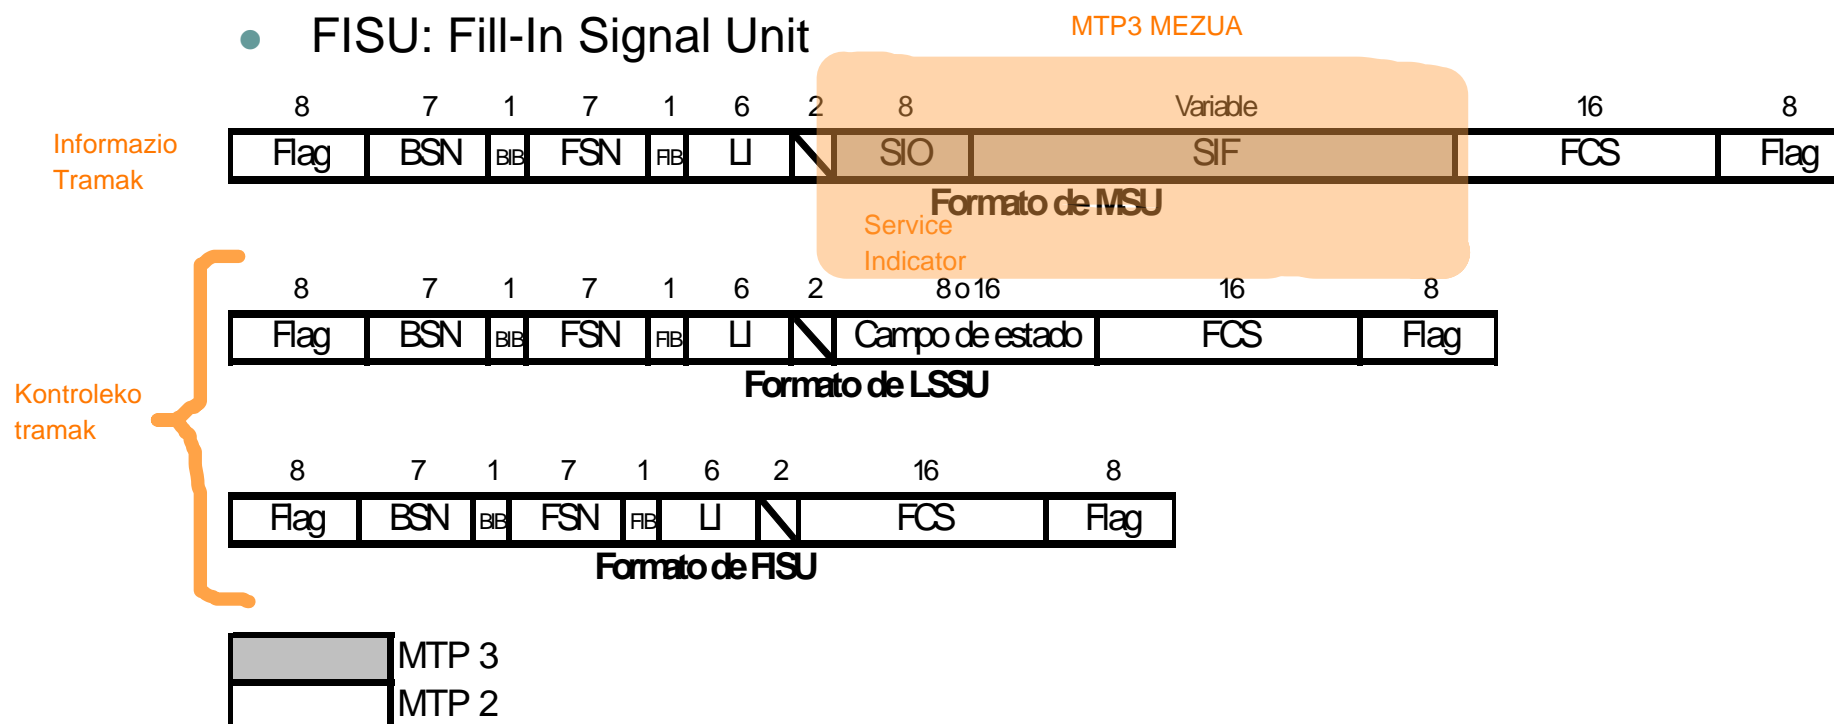 FISU: Fill-In Signal Unit
MTP3 MEZUA
8 7 1 7 1 6 2 8 Variable 16 8
Informazio
Tramak
Flag BSN BIB FSN FIB LI SIO SIF FCS Flag
Formato de MSU
Service
Indicator
8 7 1 7 1 6 2 8 o 16 16 8
Flag BSN BIB FSN FIB LI Campo de estado FCS Flag
Formato de LSSU
Kontroleko
tramak
8 7 1 7 1 6 2 16 8
Flag BSN BIB FSN FIB LI FCS Flag
Formato de FISU
MTP 3
MTP 2